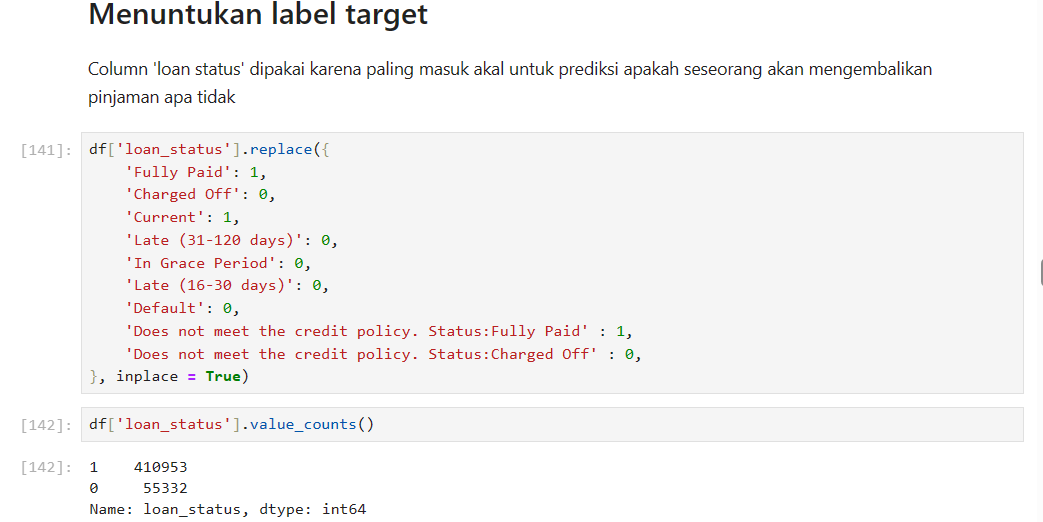 Menuntukan label target
Column 'loan status' dipakai karena paling masuk akal untuk prediksi apakah seseorang akan mengembalikan
pinjaman apa tidak
[141]: df['loan_status'].replace({
'Fully Paid': 1,
'Charged Off': 0,
'Current': 1,
'Late (31-120 days)': 0,
'In Grace Period': 0,
'Late (16-30 days)': 0,
'Default': 0,
'Does not meet the credit policy. Status:Fully Paid' : 1,
'Does not meet the credit policy. Status:Charged Off' : 0,
}, inplace = True)
[142]: df['loan_status'].value_counts()
[142]: 1    410953
0     55332
Name: loan_status, dtype: int64